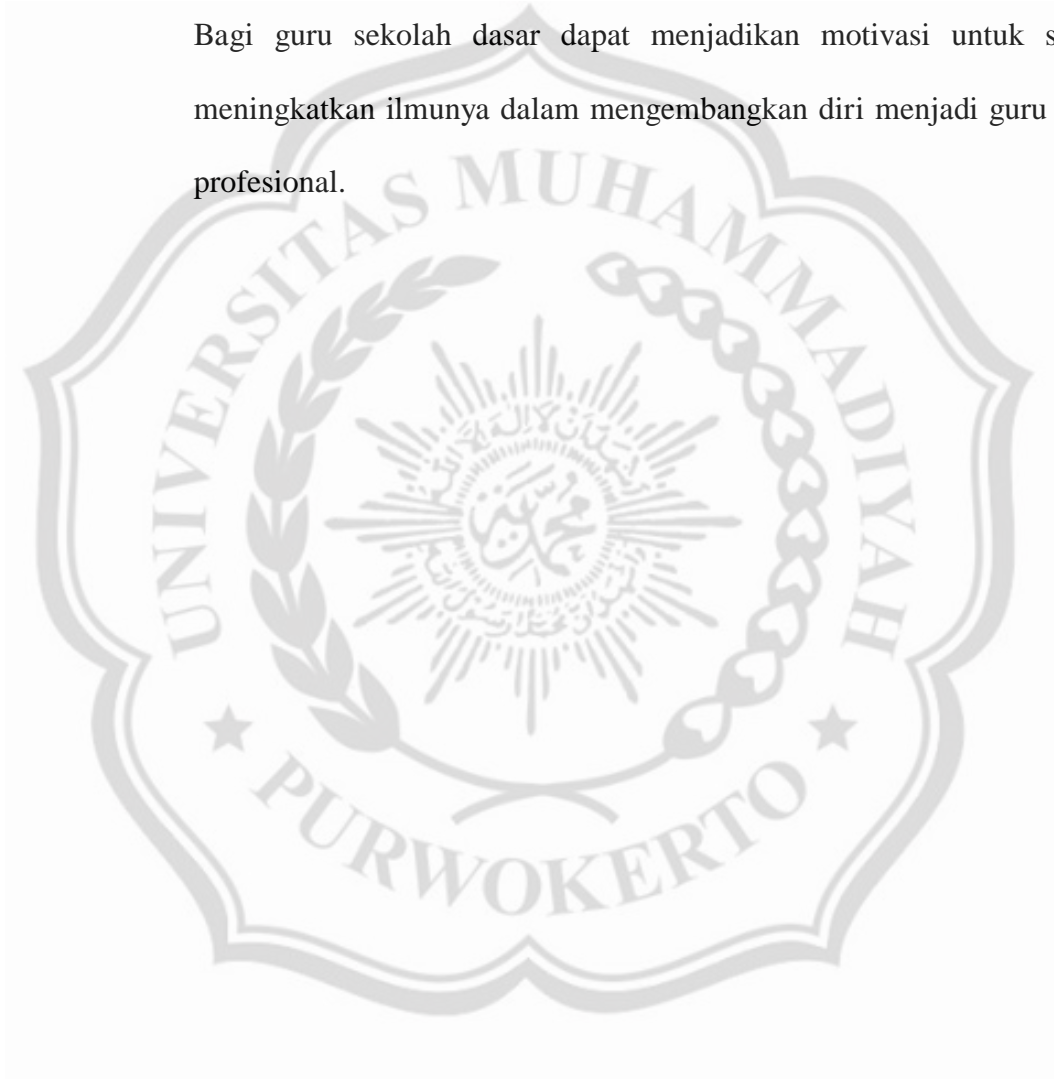 Bagi guru sekolah dasar dapat menjadikan motivasi untuk
meningkatkan ilmunya dalam mengembangkan diri menjadi guru
profesional.
UNIVERSITAS MUHAMMADIYAH
PURWOKERTO
محمد